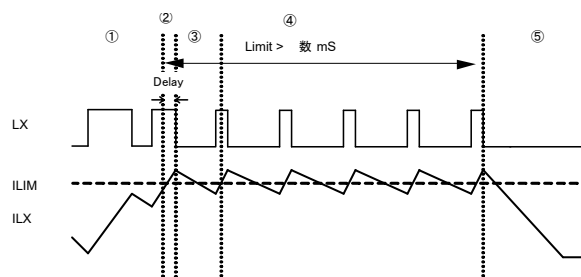 ① ② ③ ④ ⑤
Limit > 数 mS
Delay
LX
ILIM
ILX